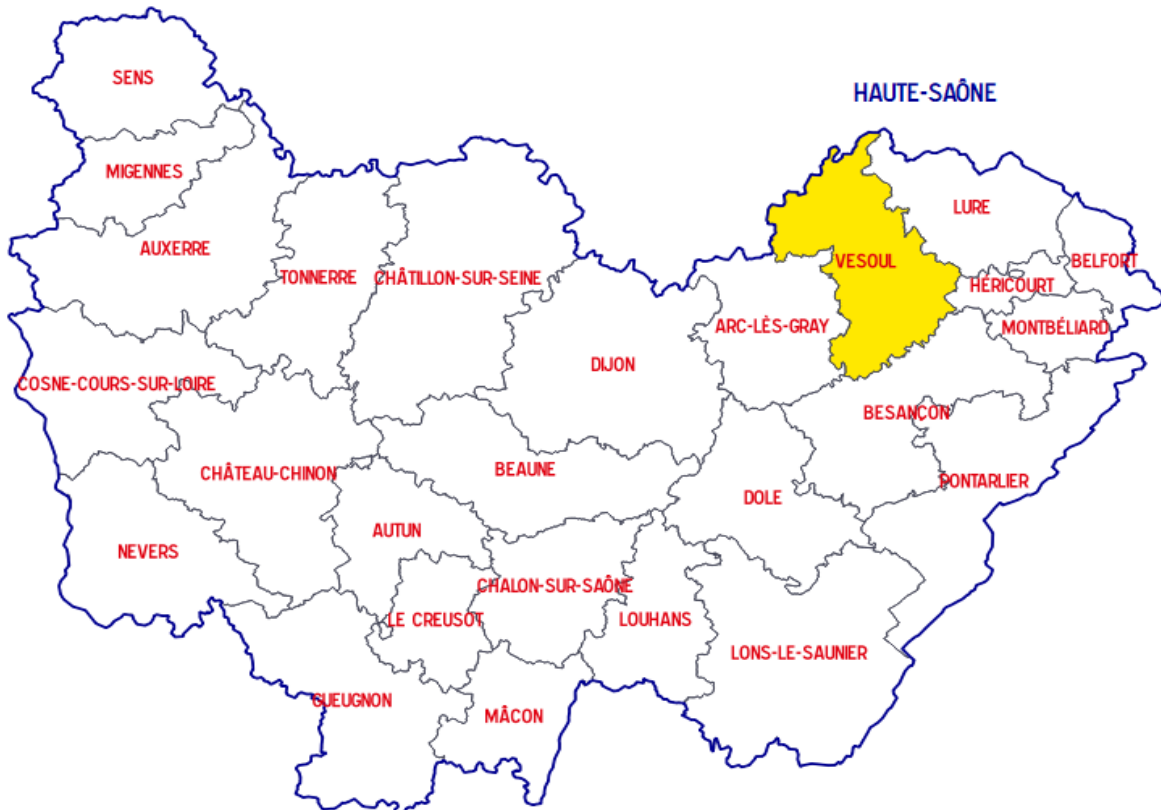 SENS
HAUTE-SAÔNE
MIGENNES
LURE
AUXERRE
TONNERRE
CHÂTILLON-SUR-SEINE
VESOUL
BELFORT
HÉRICOURT
ARC-LÈS-GRAY
MONTBÉLIARD
DIJON
COSNE-COURS-SUR-LOIRE
BESANÇON
CHÂTEAU-CHINON
BEAUNE
PONTARLIER
DOLE
AUTUN
NEVERS
CHALON-SUR-SAÔNE
LE CREUSOT
LOUHANS
LONS-LE-SAUNIER
GUEUGNON
MÂCON